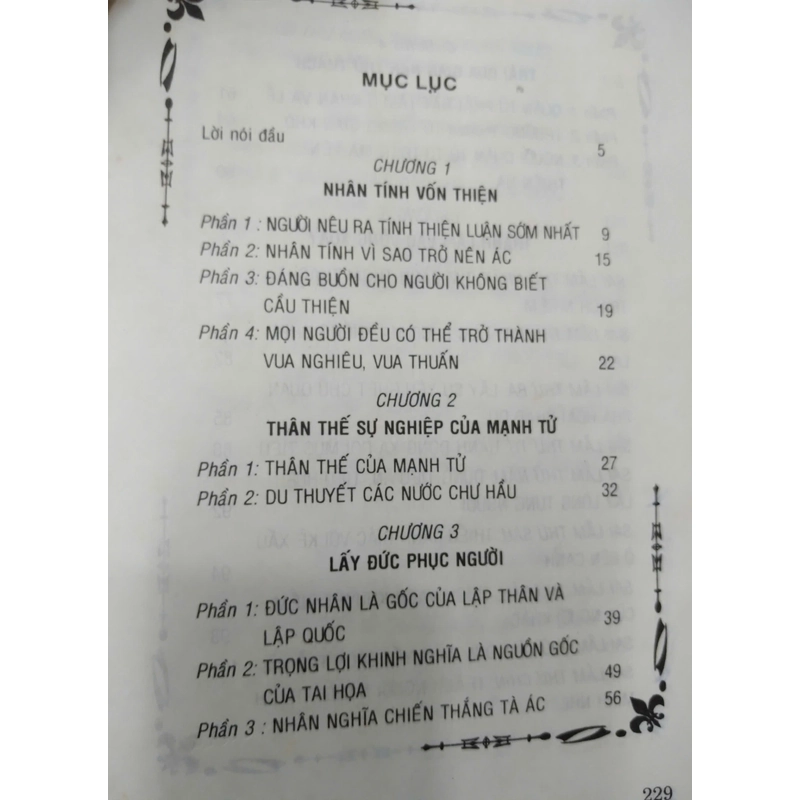 MỤC LỤC
Lời nói đầu 5
CHƯƠNG 1
NHÂN TÍNH VỐN THIỆN
Phần 1 : NGƯỜI NÊU RA TÍNH THIỆN LUẬN SỚM NHẤT 9
Phần 2: NHÂN TÍNH VÌ SAO TRỞ NÊN ÁC 15
Phần 3: ĐÁNG BUỒN CHO NGƯỜI KHÔNG BIẾT
CẦU THIỆN 19
Phần 4: MỌI NGƯỜI ĐỀU CÓ THỂ TRỞ THÀNH
VUA NGHIÊU, VUA THUẤN 22
CHƯƠNG 2
THÂN THẾ SỰ NGHIỆP CỦA MẠNH TỬ
Phần 1: THÂN THẾ CỦA MẠNH TỬ 27
Phần 2: DU THUYẾT CÁC NƯỚC CHƯ HẦU 32
CHƯƠNG 3
LẤY ĐỨC PHỤC NGƯỜI
Phần 1: ĐỨC NHÂN LÀ GỐC CỦA LẬP THÂN VÀ
LẬP QUỐC 39
Phần 2: TRỌNG LỢI KHINH NGHĨA LÀ NGUỒN GỐC
CỦA TAI HỌA 49
Phần 3 : NHÂN NGHĨA CHIẾN THẮNG TÀ ÁC 56
229